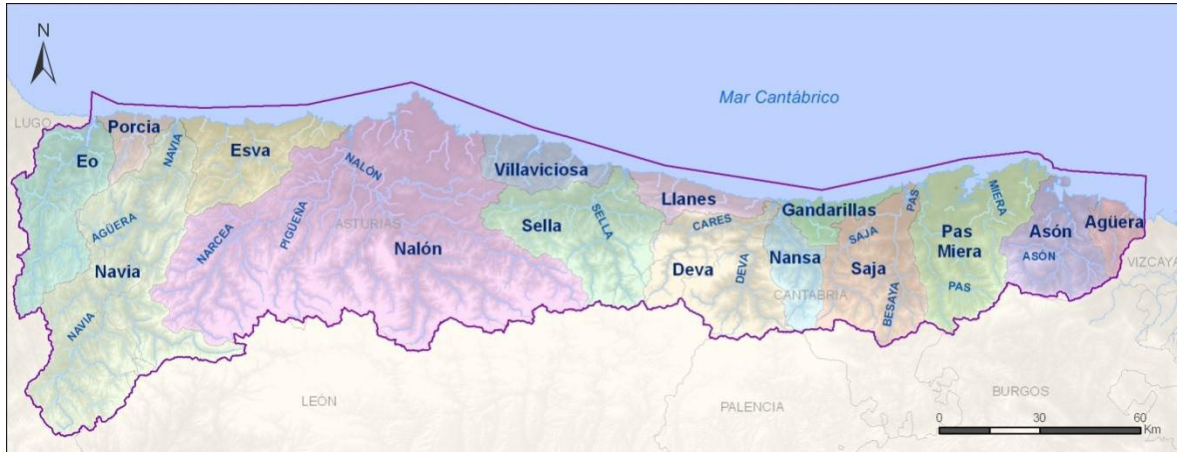 N
Mar Cantábrico
LUGO
Porcia
Eo
NAVIA
Esva
NALÓN
Villaviciosa
PIGÜEÑA
ASTURIAS
AGÜERA
NARCEA
Navia
NAVIA
Nalón
Sella
SELLA
Llanes
CARES
Deva
DEVA
Gandarillas
Nansa
SAJA
PAS
Saja
CANTABRIA
BESAYA
Pas
Miera
MIERA
PAS
Asón
ASÓN
Agüera
VIZCAYA
LEÓN
PALENCIA
BURGOS
0 30 60
Km